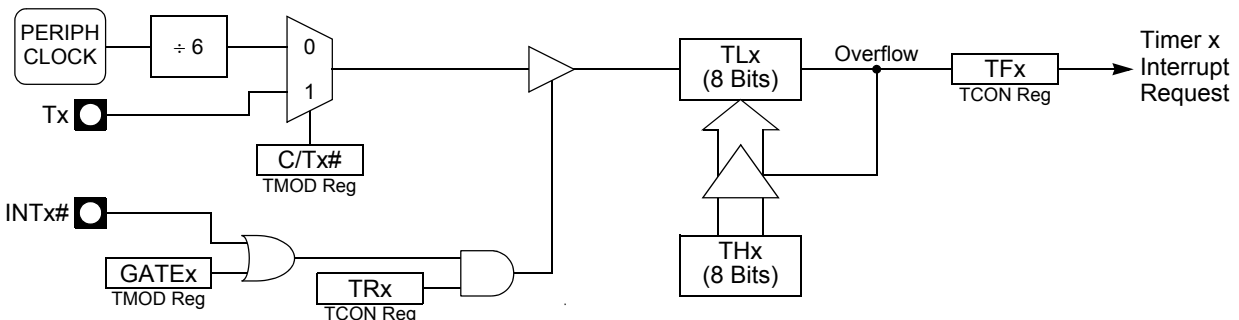 PERIPH
CLOCK
÷ 6
0
1
Tx
C/Tx#
TMOD Reg
INTx#
GATEx
TMOD Reg
TRx
TCON Reg
TLx
(8 Bits)
Overflow
TFx
TCON Reg
Timer x
Interrupt
Request
THx
(8 Bits)